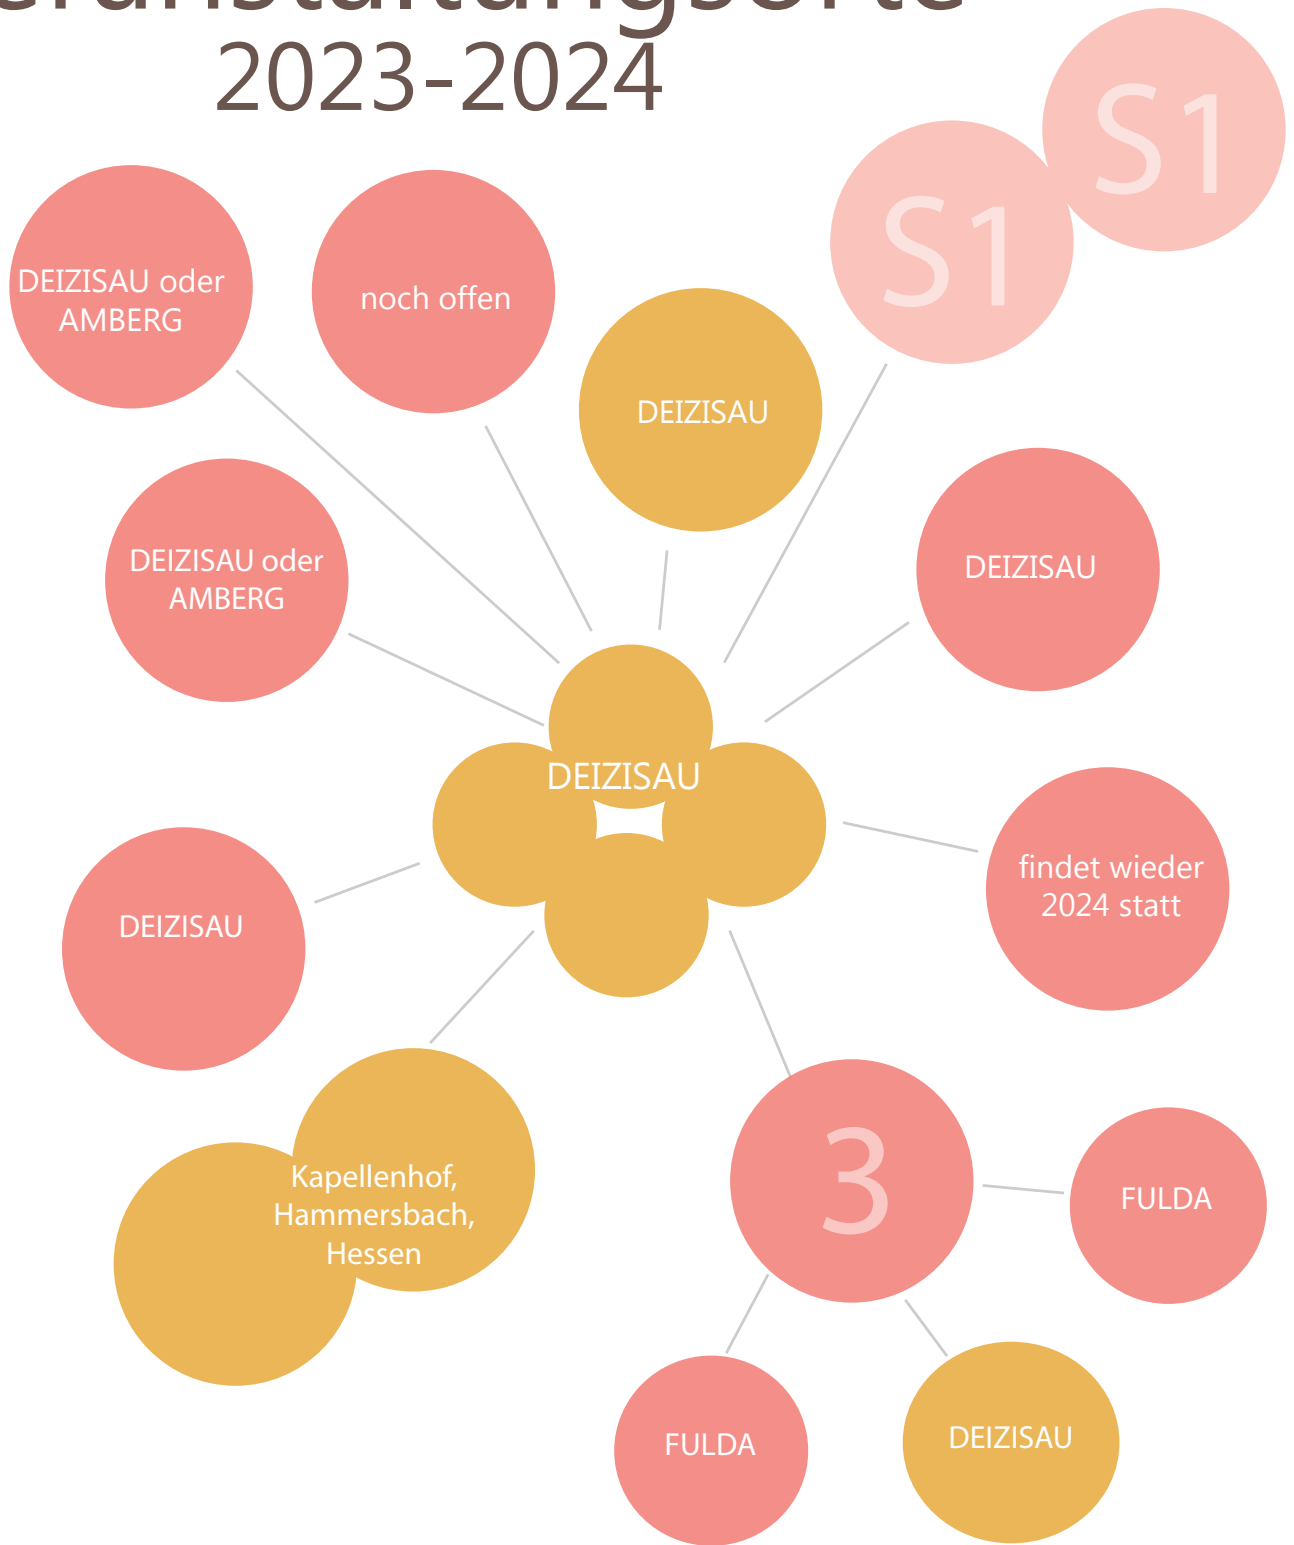 2023-2024
S1
S1
DEIZISAU oder
AMBERG
noch offen
DEIZISAU
DEIZISAU oder
AMBERG
DEIZISAU
DEIZISAU
findet wieder
2024 statt
DEIZISAU
Kapellenhof,
Hammersbach,
Hessen
3
FULDA
FULDA
DEIZISAU